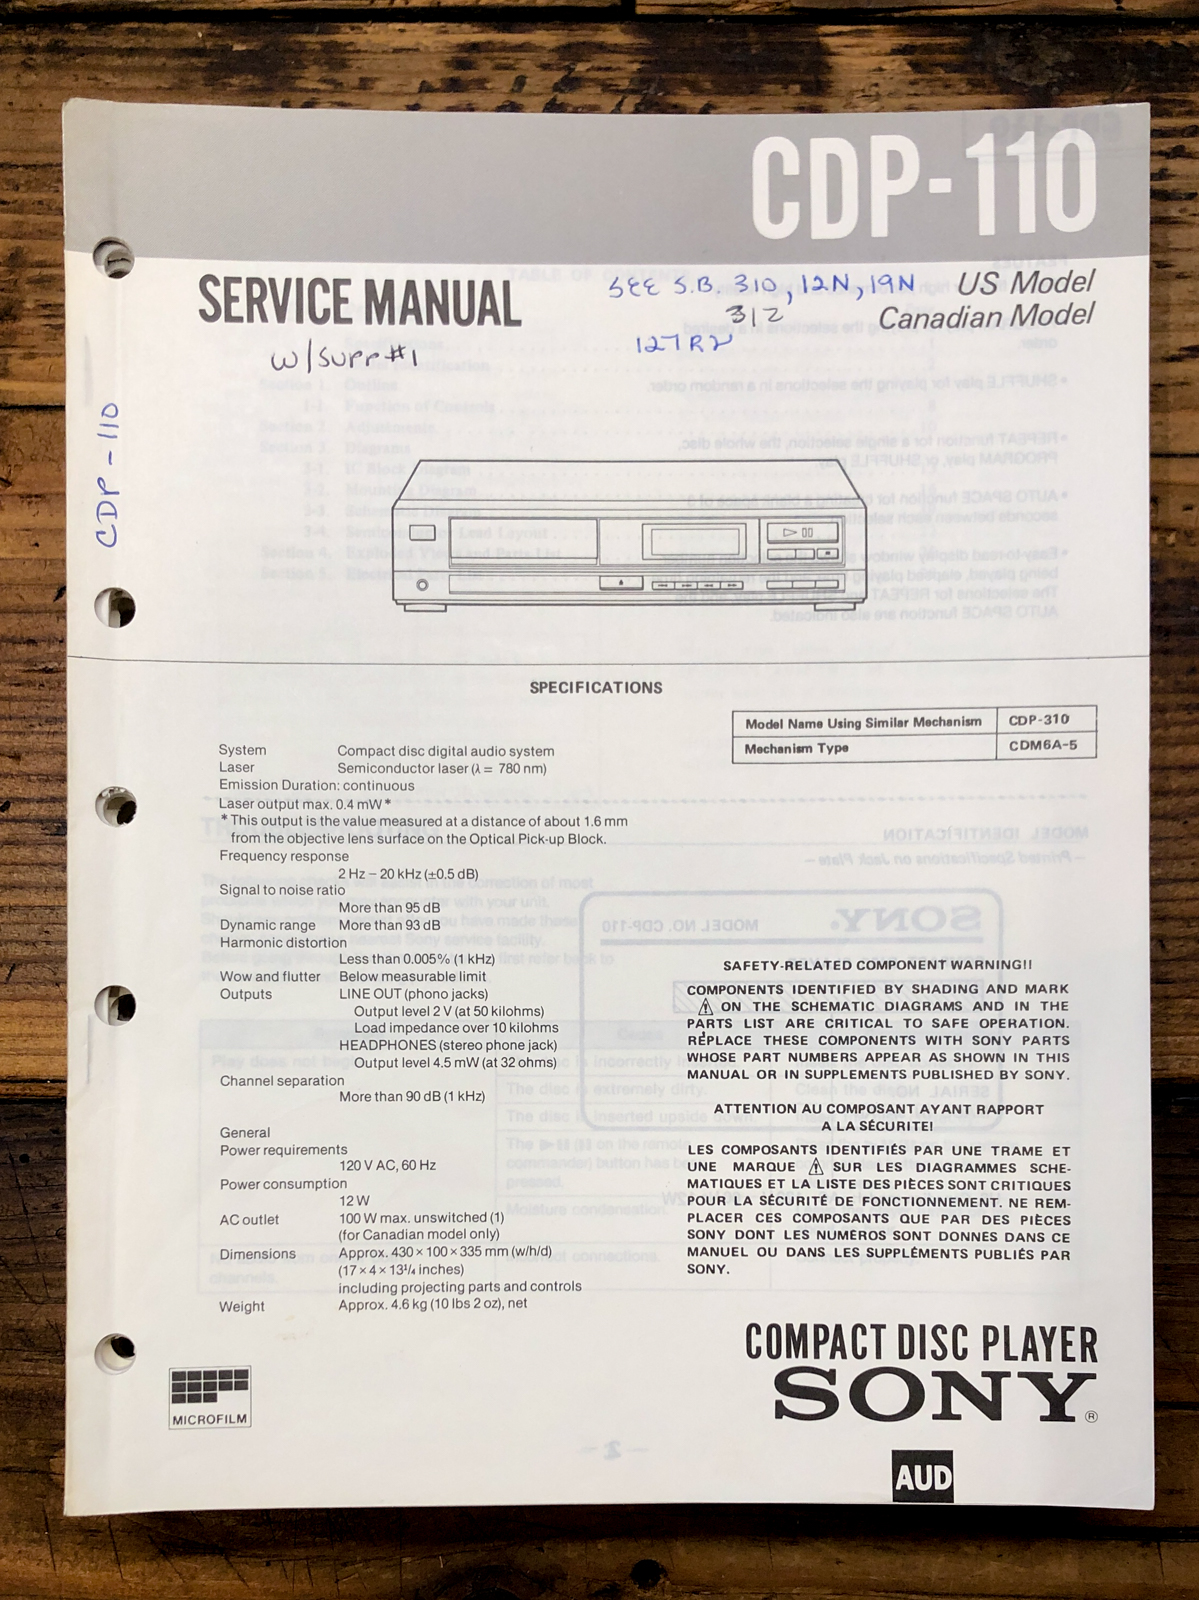 CDP-110
SERVICE MANUAL
SEE S.B. 310, 12N, 19N
312
127R2
US Model
Canadian Model
W/SUPP #1
CDP-110
SPECIFICATIONS
Model Name Using Similar Mechanism CDP-310
Mechanism Type CDM6A-5
System Compact disc digital audio system
Laser Semiconductor laser (λ = 780 nm)
Emission Duration: continuous
Laser output max. 0.4 mW*
* This output is the value measured at a distance of about 1.6 mm
from the objective lens surface on the Optical Pick-up Block.
Frequency response
2 Hz – 20 kHz (±0.5 dB)
Signal to noise ratio
More than 95 dB
Dynamic range More than 93 dB
Harmonic distortion
Less than 0.005% (1 kHz)
Wow and flutter Below measurable limit
Outputs LINE OUT (phono jacks)
Output level 2 V (at 50 kilohms)
Load impedance over 10 kilohms
HEADPHONES (stereo phone jack)
Output level 4.5 mW (at 32 ohms)
Channel separation
More than 90 dB (1 kHz)
General
Power requirements
120 V AC, 60 Hz
Power consumption
12 W
AC outlet 100 W max. unswitched (1)
(for Canadian model only)
Dimensions Approx. 430 × 100 × 335 mm (w/h/d)
(17 × 4 × 13¹/₄ inches)
including projecting parts and controls
Weight Approx. 4.6 kg (10 lbs 2 oz), net
SAFETY-RELATED COMPONENT WARNING!!
COMPONENTS IDENTIFIED BY SHADING AND MARK
⚠ ON THE SCHEMATIC DIAGRAMS AND IN THE
PARTS LIST ARE CRITICAL TO SAFE OPERATION.
REPLACE THESE COMPONENTS WITH SONY PARTS
WHOSE PART NUMBERS APPEAR AS SHOWN IN THIS
MANUAL OR IN SUPPLEMENTS PUBLISHED BY SONY.
ATTENTION AU COMPOSANT AYANT RAPPORT
A LA SÉCURITE!
LES COMPOSANTS IDENTIFIÉS PAR UNE TRAME ET
UNE MARQUE ⚠ SUR LES DIAGRAMMES SCHE-
MATIQUES ET LA LISTE DES PIÈCES SONT CRITIQUES
POUR LA SÉCURITÉ DE FONCTIONNEMENT. NE REM-
PLACER CES COMPOSANTS QUE PAR DES PIÈCES
SONY DONT LES NUMÉROS SONT DONNES DANS CE
MANUEL OU DANS LES SUPPLÉMENTS PUBLIÉS PAR
SONY.
COMPACT DISC PLAYER
SONY®
MICROFILM
AUD